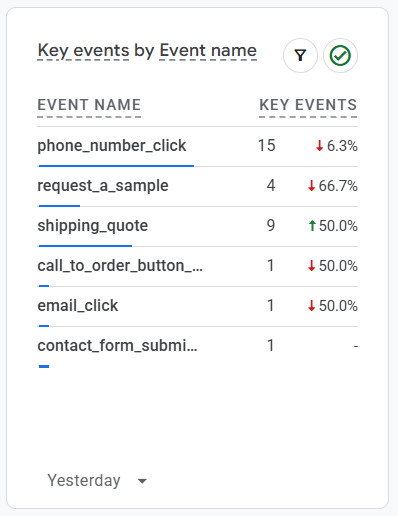 Key events by Event name
EVENT NAME KEY EVENTS
phone_number_click 15 ↓ 6.3%
request_a_sample 4 ↓ 66.7%
shipping_quote 9 ↑ 50.0%
call_to_order_button_... 1 ↓ 50.0%
email_click 1 ↓ 50.0%
contact_form_submi... 1 -
Yesterday